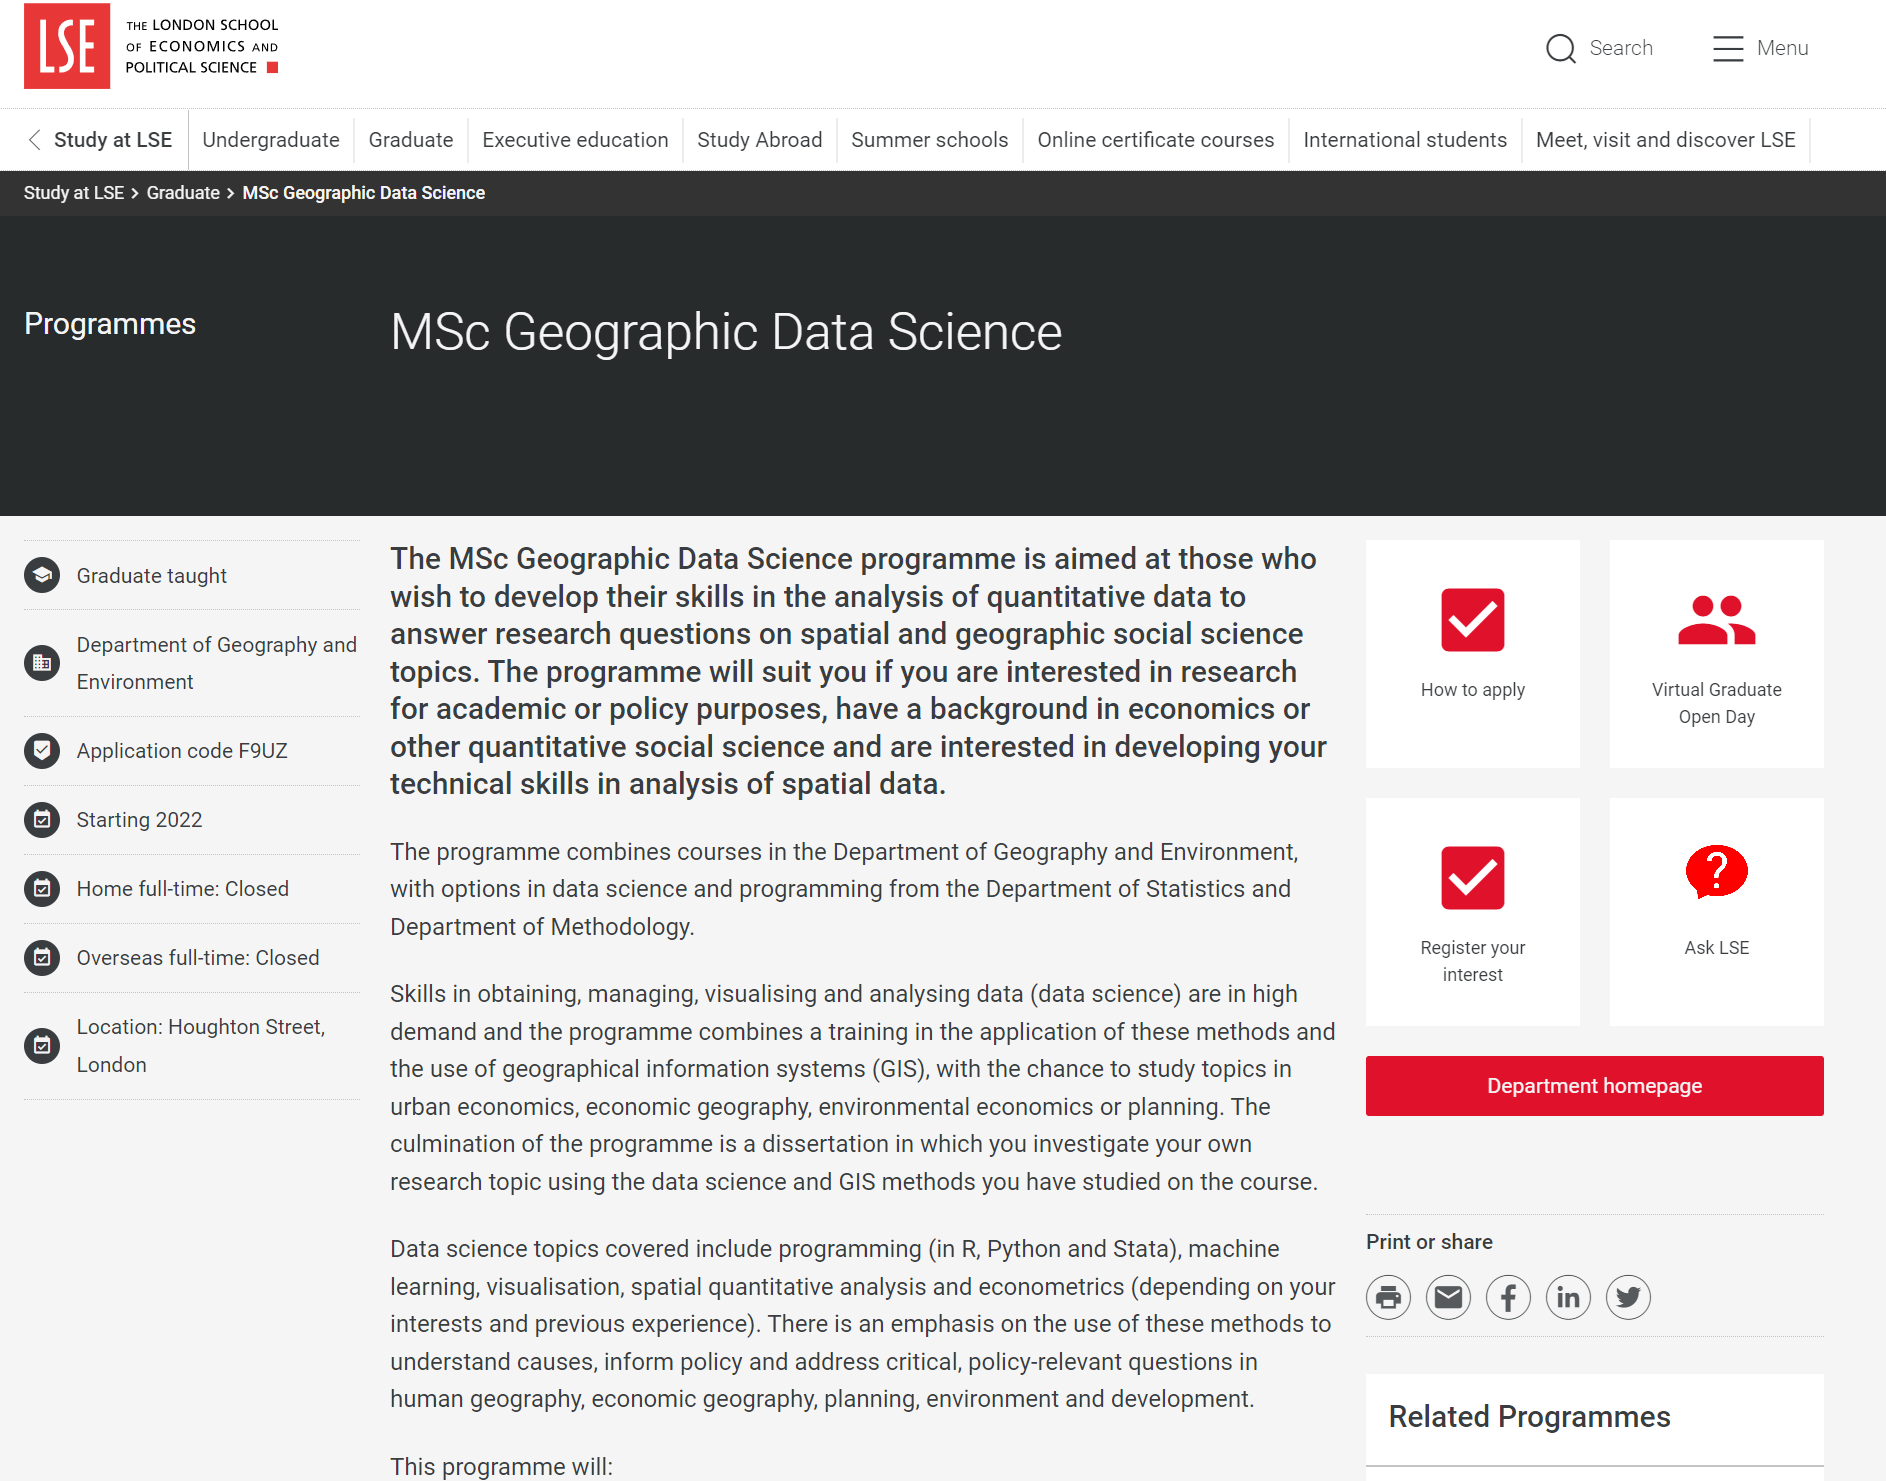 LSE
THE LONDON SCHOOL
OF ECONOMICS AND
POLITICAL SCIENCE
Search
Menu
Study at LSE
Undergraduate
Graduate
Executive education
Study Abroad
Summer schools
Online certificate courses
International students
Meet, visit and discover LSE
Study at LSE > Graduate > MSc Geographic Data Science
Programmes
MSc Geographic Data Science
Graduate taught
Department of Geography and
Environment
Application code F9UZ
Starting 2022
Home full-time: Closed
Overseas full-time: Closed
Location: Houghton Street,
London
The MSc Geographic Data Science programme is aimed at those who
wish to develop their skills in the analysis of quantitative data to
answer research questions on spatial and geographic social science
topics. The programme will suit you if you are interested in research
for academic or policy purposes, have a background in economics or
other quantitative social science and are interested in developing your
technical skills in analysis of spatial data.
The programme combines courses in the Department of Geography and Environment,
with options in data science and programming from the Department of Statistics and
Department of Methodology.
Skills in obtaining, managing, visualising and analysing data (data science) are in high
demand and the programme combines a training in the application of these methods and
the use of geographical information systems (GIS), with the chance to study topics in
urban economics, economic geography, environmental economics or planning. The
culmination of the programme is a dissertation in which you investigate your own
research topic using the data science and GIS methods you have studied on the course.
Data science topics covered include programming (in R, Python and Stata), machine
learning, visualisation, spatial quantitative analysis and econometrics (depending on your
interests and previous experience). There is an emphasis on the use of these methods to
understand causes, inform policy and address critical, policy-relevant questions in
human geography, economic geography, planning, environment and development.
This programme will:
How to apply
Virtual Graduate
Open Day
Register your
interest
?
Ask LSE
Department homepage
Print or share
f
in
Related Programmes